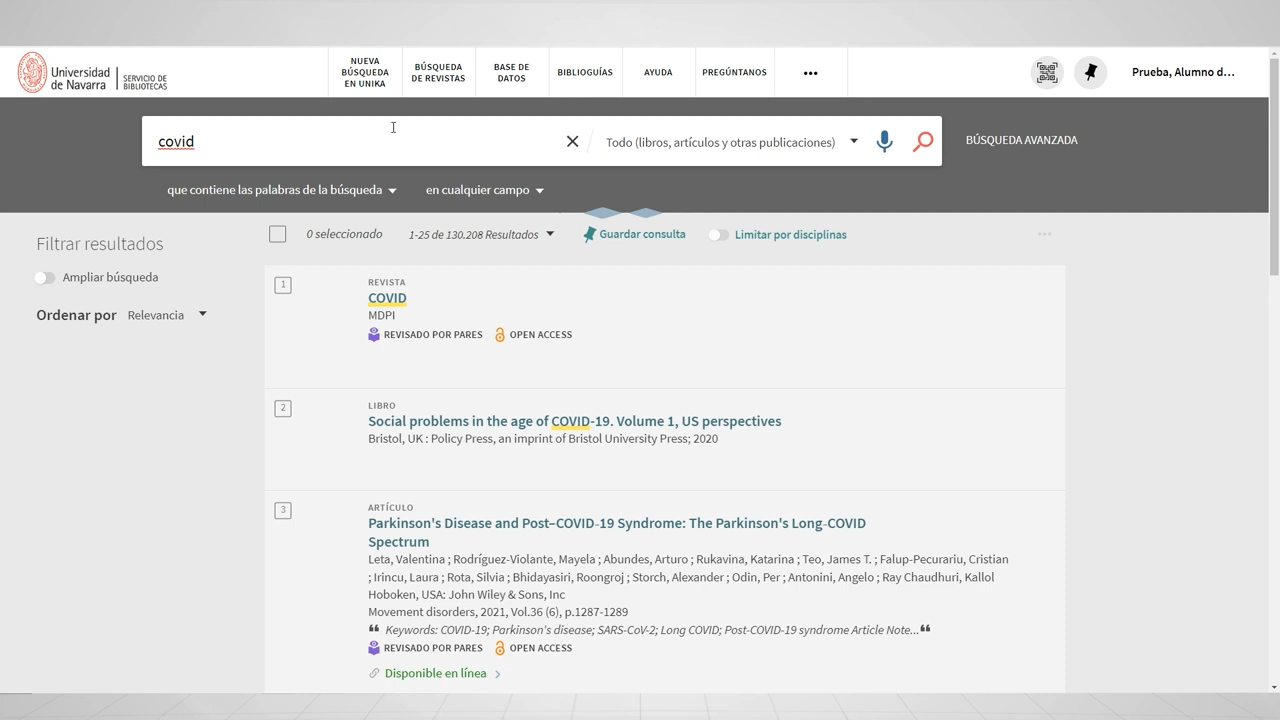 Universidad
de Navarra
SERVICIO DE
BIBLIOTECAS
NUEVA
BÚSQUEDA
EN UNIKA
BÚSQUEDA
DE REVISTAS
BASE DE
DATOS
BIBLIOGUÍAS
AYUDA
PREGÚNTANOS
Prueba, Alumno d...
covid
Todo (libros, artículos y otras publicaciones)
BÚSQUEDA AVANZADA
que contiene las palabras de la búsqueda
en cualquier campo
Filtrar resultados
Ampliar búsqueda
Ordenar por Relevancia
0 seleccionado
1-25 de 130.208 Resultados
Guardar consulta
Limitar por disciplinas
1
REVISTA
COVID
MDPI
REVISADO POR PARES OPEN ACCESS
2
LIBRO
Social problems in the age of COVID-19. Volume 1, US perspectives
Bristol, UK : Policy Press, an imprint of Bristol University Press; 2020
3
ARTÍCULO
Parkinson's Disease and Post–COVID‐19 Syndrome: The Parkinson's Long‐COVID
Spectrum
Leta, Valentina ; Rodríguez-Violante, Mayela ; Abundes, Arturo ; Rukavina, Katarina ; Teo, James T. ; Falup-Pecurariu, Cristian
; Irincu, Laura ; Rota, Silvia ; Bhidayasiri, Roongroj ; Storch, Alexander ; Odin, Per ; Antonini, Angelo ; Ray Chaudhuri, Kallol
Hoboken, USA: John Wiley & Sons, Inc
Movement disorders, 2021, Vol.36 (6), p.1287-1289
Keywords: COVID-19; Parkinson's disease; SARS-CoV-2; Long COVID; Post-COVID-19 syndrome Article Note...
REVISADO POR PARES OPEN ACCESS
Disponible en línea